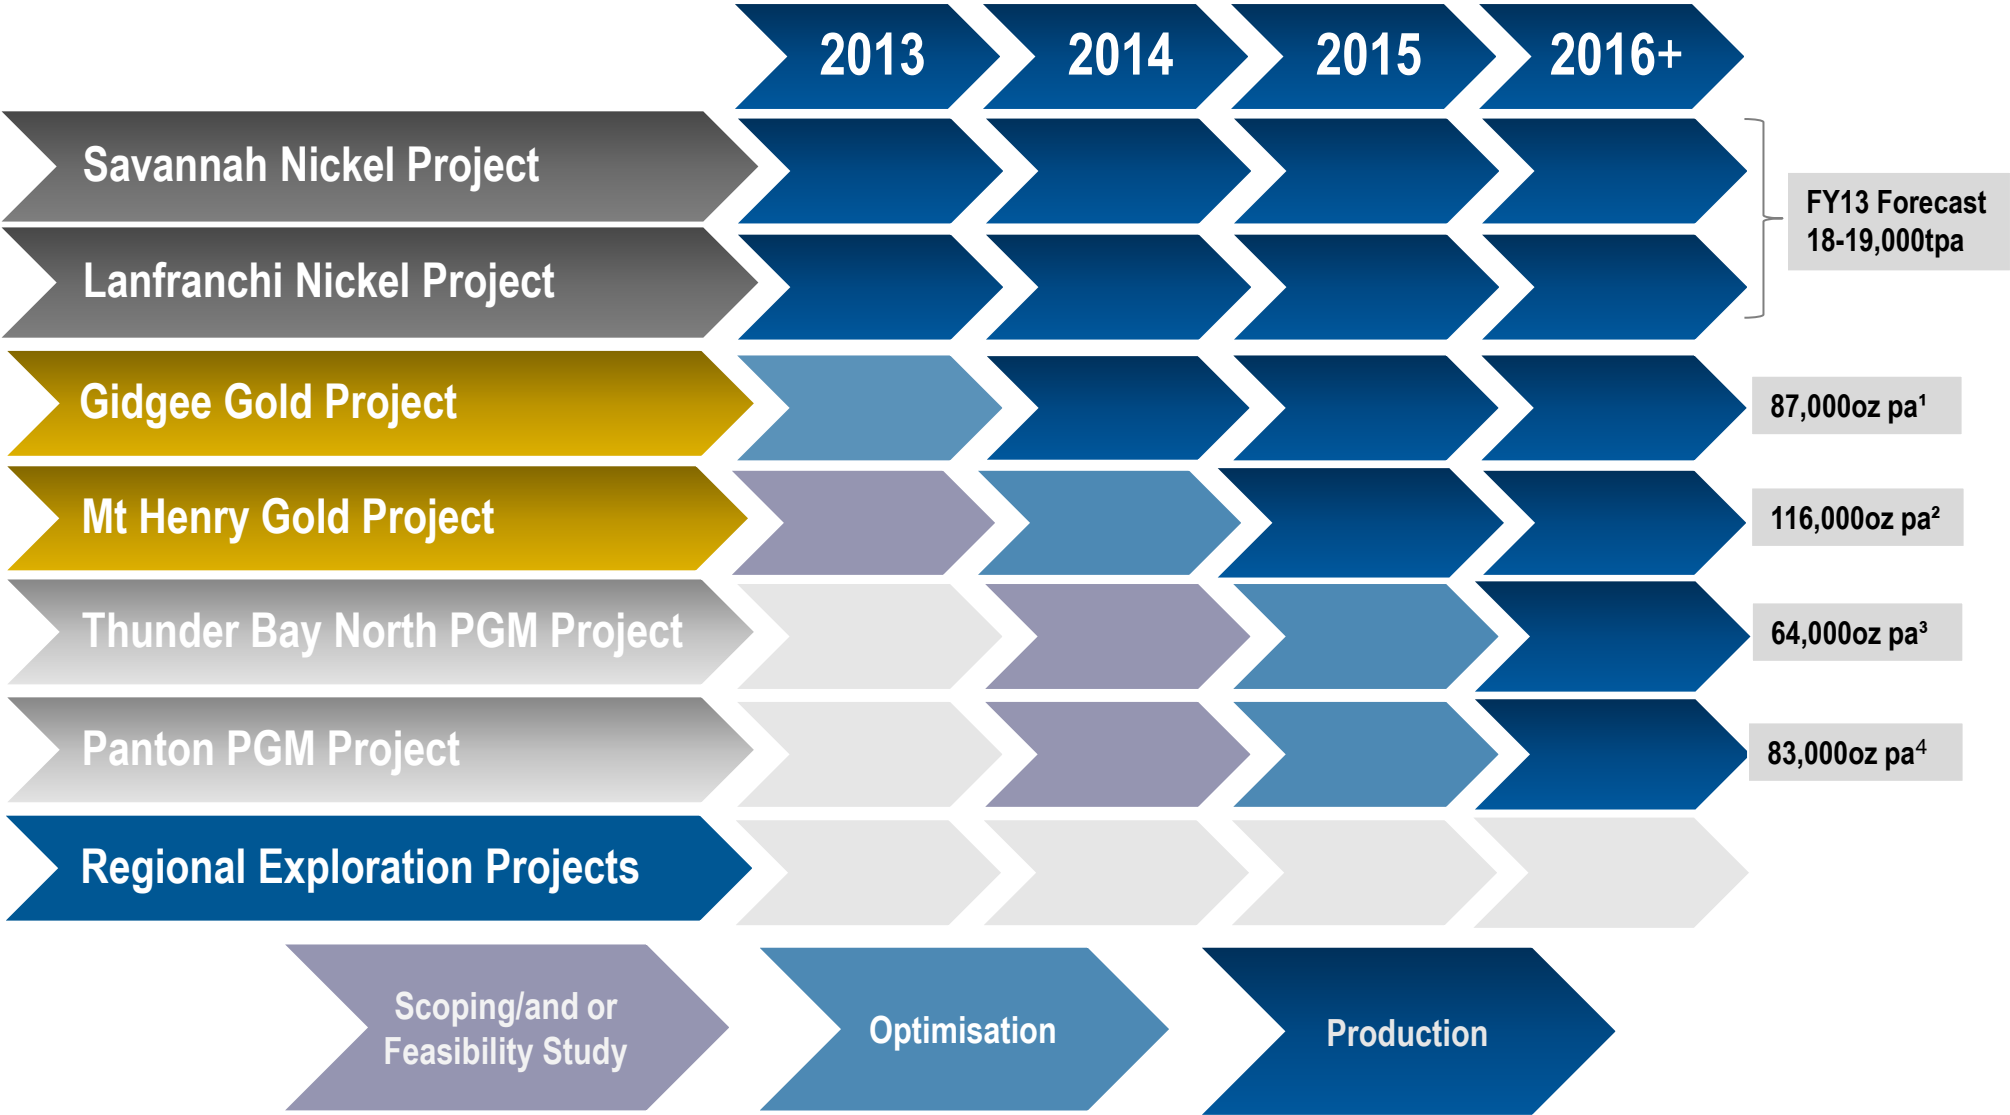 2013 2014 2015 2016+
Savannah Nickel Project
FY13 Forecast
18-19,000tpa
Lanfranchi Nickel Project
Gidgee Gold Project
87,000oz pa¹
Mt Henry Gold Project
116,000oz pa²
Thunder Bay North PGM Project
64,000oz pa³
Panton PGM Project
83,000oz pa⁴
Regional Exploration Projects
Scoping/and or
Feasibility Study
Optimisation
Production